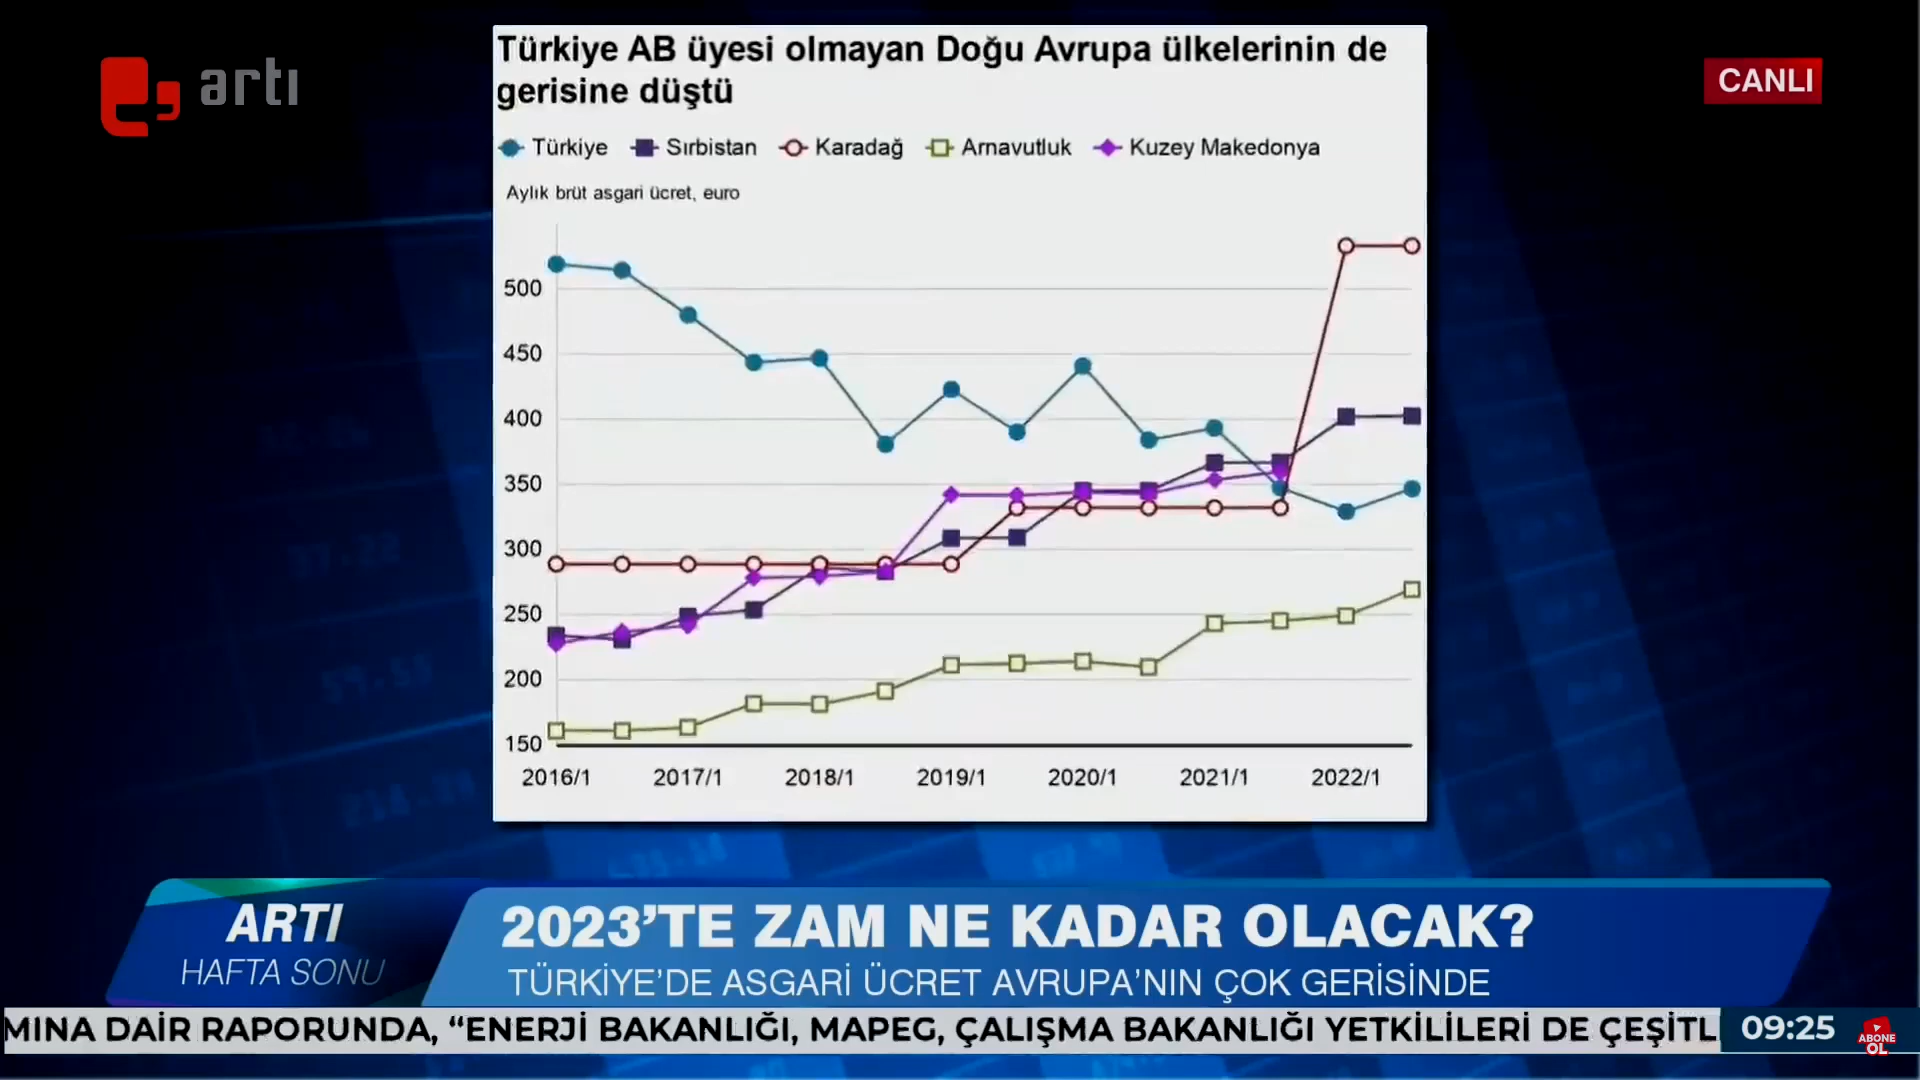 artı
CANLI
Türkiye AB üyesi olmayan Doğu Avrupa ülkelerinin de
gerisine düştü
Türkiye Sırbistan Karadağ Arnavutluk Kuzey Makedonya
Aylık brüt asgari ücret, euro
500
450
400
350
300
250
200
150
2016/1 2017/1 2018/1 2019/1 2020/1 2021/1 2022/1
ARTI
HAFTA SONU
2023’TE ZAM NE KADAR OLACAK?
TÜRKİYE’DE ASGARİ ÜCRET AVRUPA’NIN ÇOK GERİSİNDE
MINA DAİR RAPORUNDA, “ENERJİ BAKANLIĞI, MAPEG, ÇALIŞMA BAKANLIĞI YETKİLİLERİ DE ÇEŞİTL
09:25
ABONE
OL